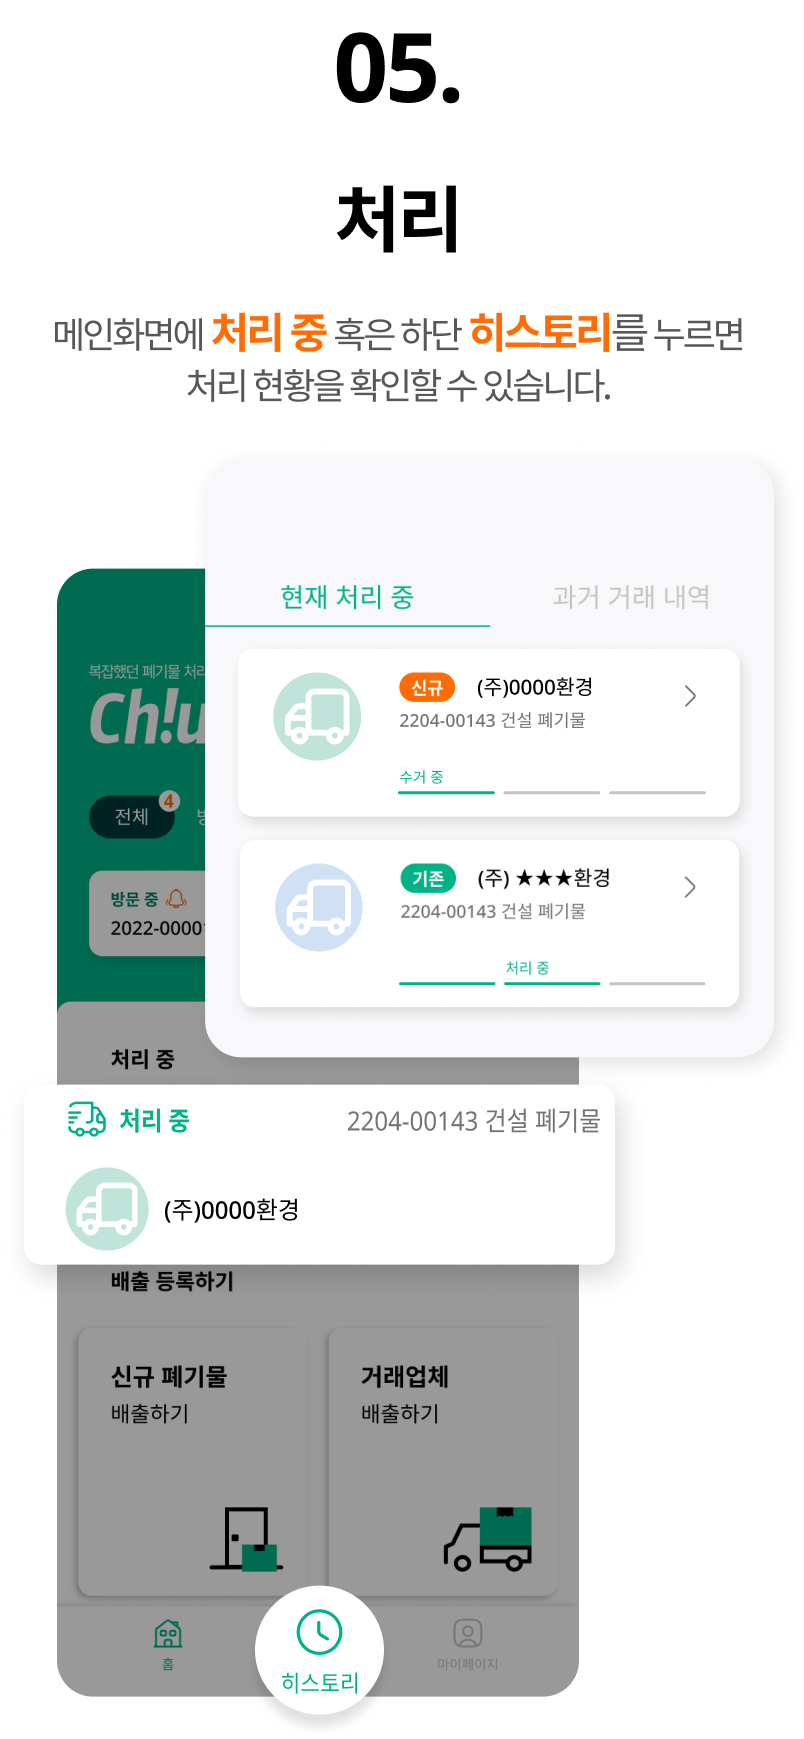 05.
처리
메인화면에 처리 중 혹은 하단 히스토리를 누르면
처리 현황을 확인할 수 있습니다.
현재 처리 중 과거 거래 내역
신규 (주)0000환경
2204-00143 건설 폐기물
수거 중
기존 (주) ★★★환경
2204-00143 건설 폐기물
처리 중
복잡했던 폐기물 처리
Ch!u
전체 4
방문 중
2022-0000
처리 중
처리 중 2204-00143 건설 폐기물
(주)0000환경
배출 등록하기
신규 폐기물 거래업체
배출하기 배출하기
홈 히스토리 마이페이지